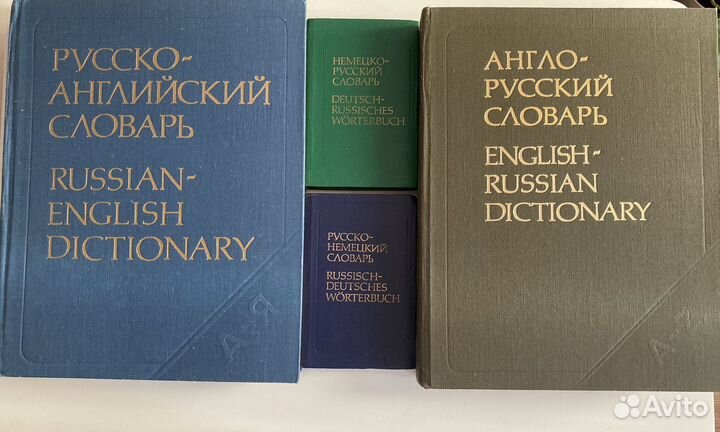 РУССКО-
АНГЛИЙСКИЙ
СЛОВАРЬ
RUSSIAN-
ENGLISH
DICTIONARY
А-Я
НЕМЕЦКО-
РУССКИЙ
СЛОВАРЬ
DEUTSCH-
RUSSISCHES
WÖRTERBUCH
РУССКО-
НЕМЕЦКИЙ
СЛОВАРЬ
RUSSISCH-
DEUTSCHES
WÖRTERBUCH
АНГЛО-
РУССКИЙ
СЛОВАРЬ
ENGLISH-
RUSSIAN
DICTIONARY
A-Z
Avito